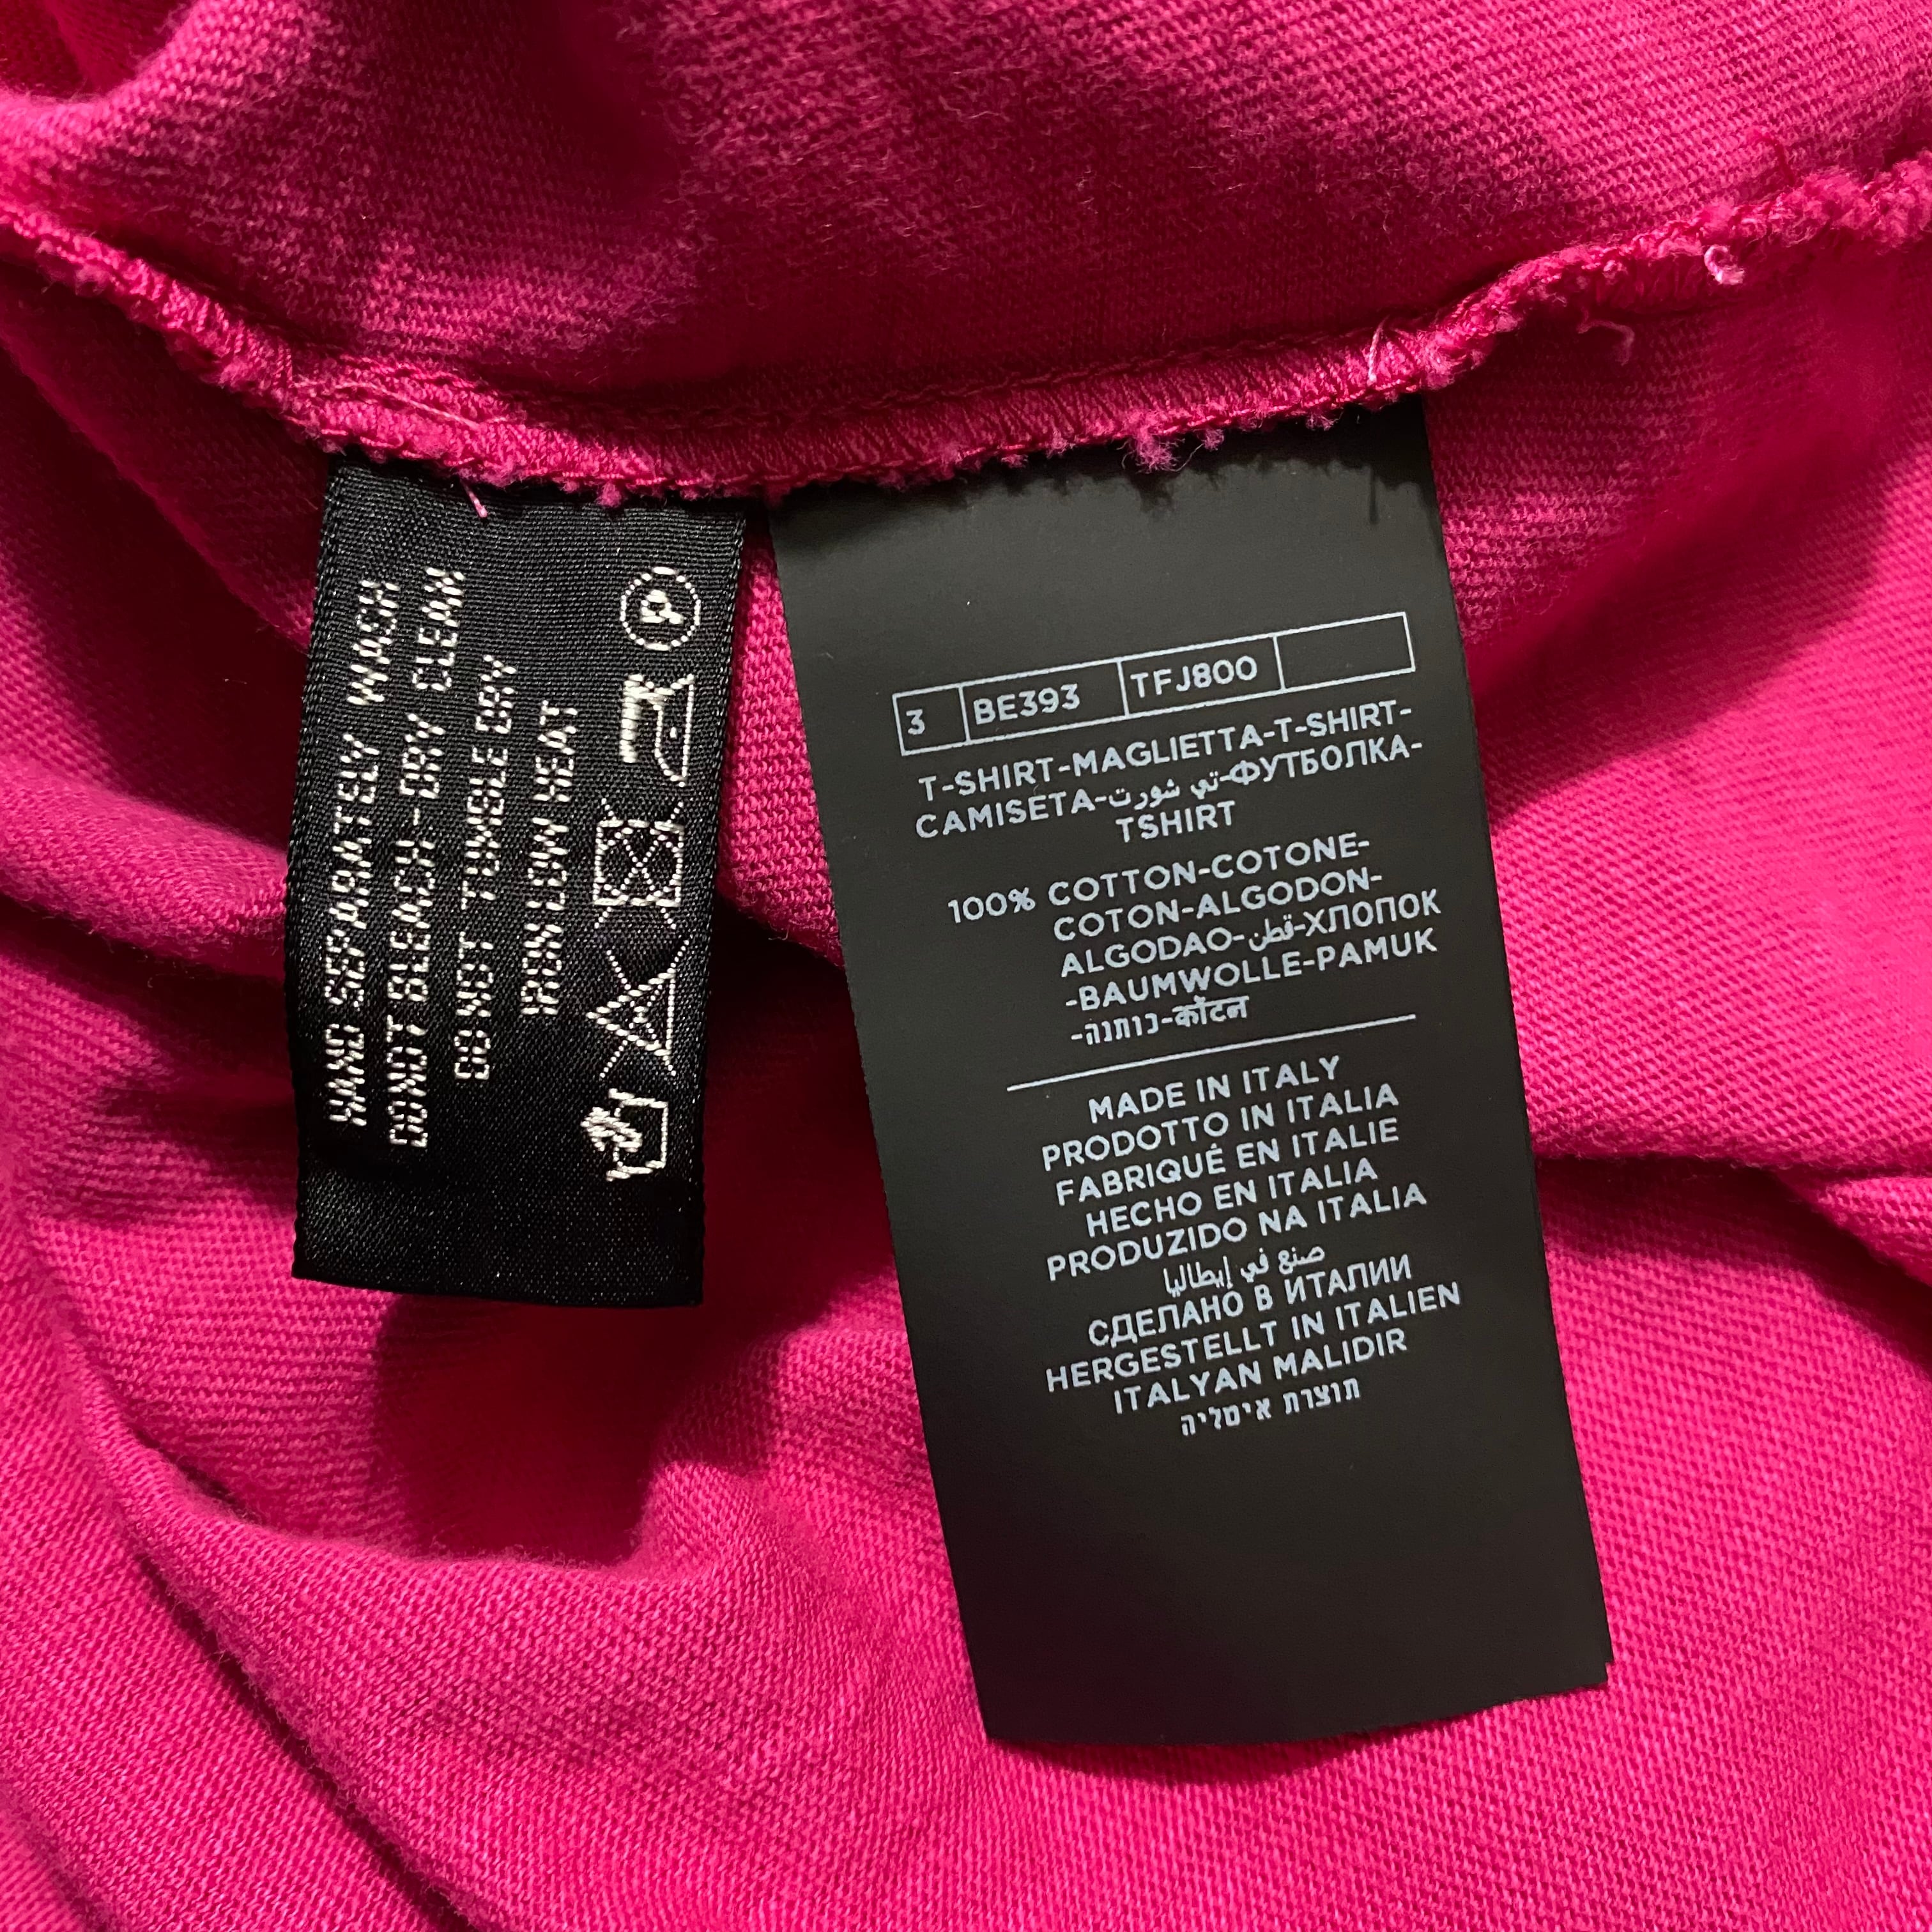 HAND SEPARATELY WASH
DONOT BLEACH-DRY CLEAN
DO NOT TUMBLE DRY
IRON LOW HEAT
P
3 BE393 TFJ800
T-SHIRT-MAGLIETTA-T-SHIRT-
CAMISETA-تي شورت-ФУТБОЛКА-
TSHIRT
100% COTTON-COTONE-
COTON-ALGODON-
ALGODAO-قطن-ХЛОПОК
-BAUMWOLLE-PAMUK
-כותנה-कॉटन
MADE IN ITALY
PRODOTTO IN ITALIA
FABRIQUÉ EN ITALIE
HECHO EN ITALIA
PRODUZIDO NA ITALIA
صنع في إيطاليا
СДЕЛАНО В ИТАЛИИ
HERGESTELLT IN ITALIEN
ITALYAN MALIDIR
תוצרת איטליה